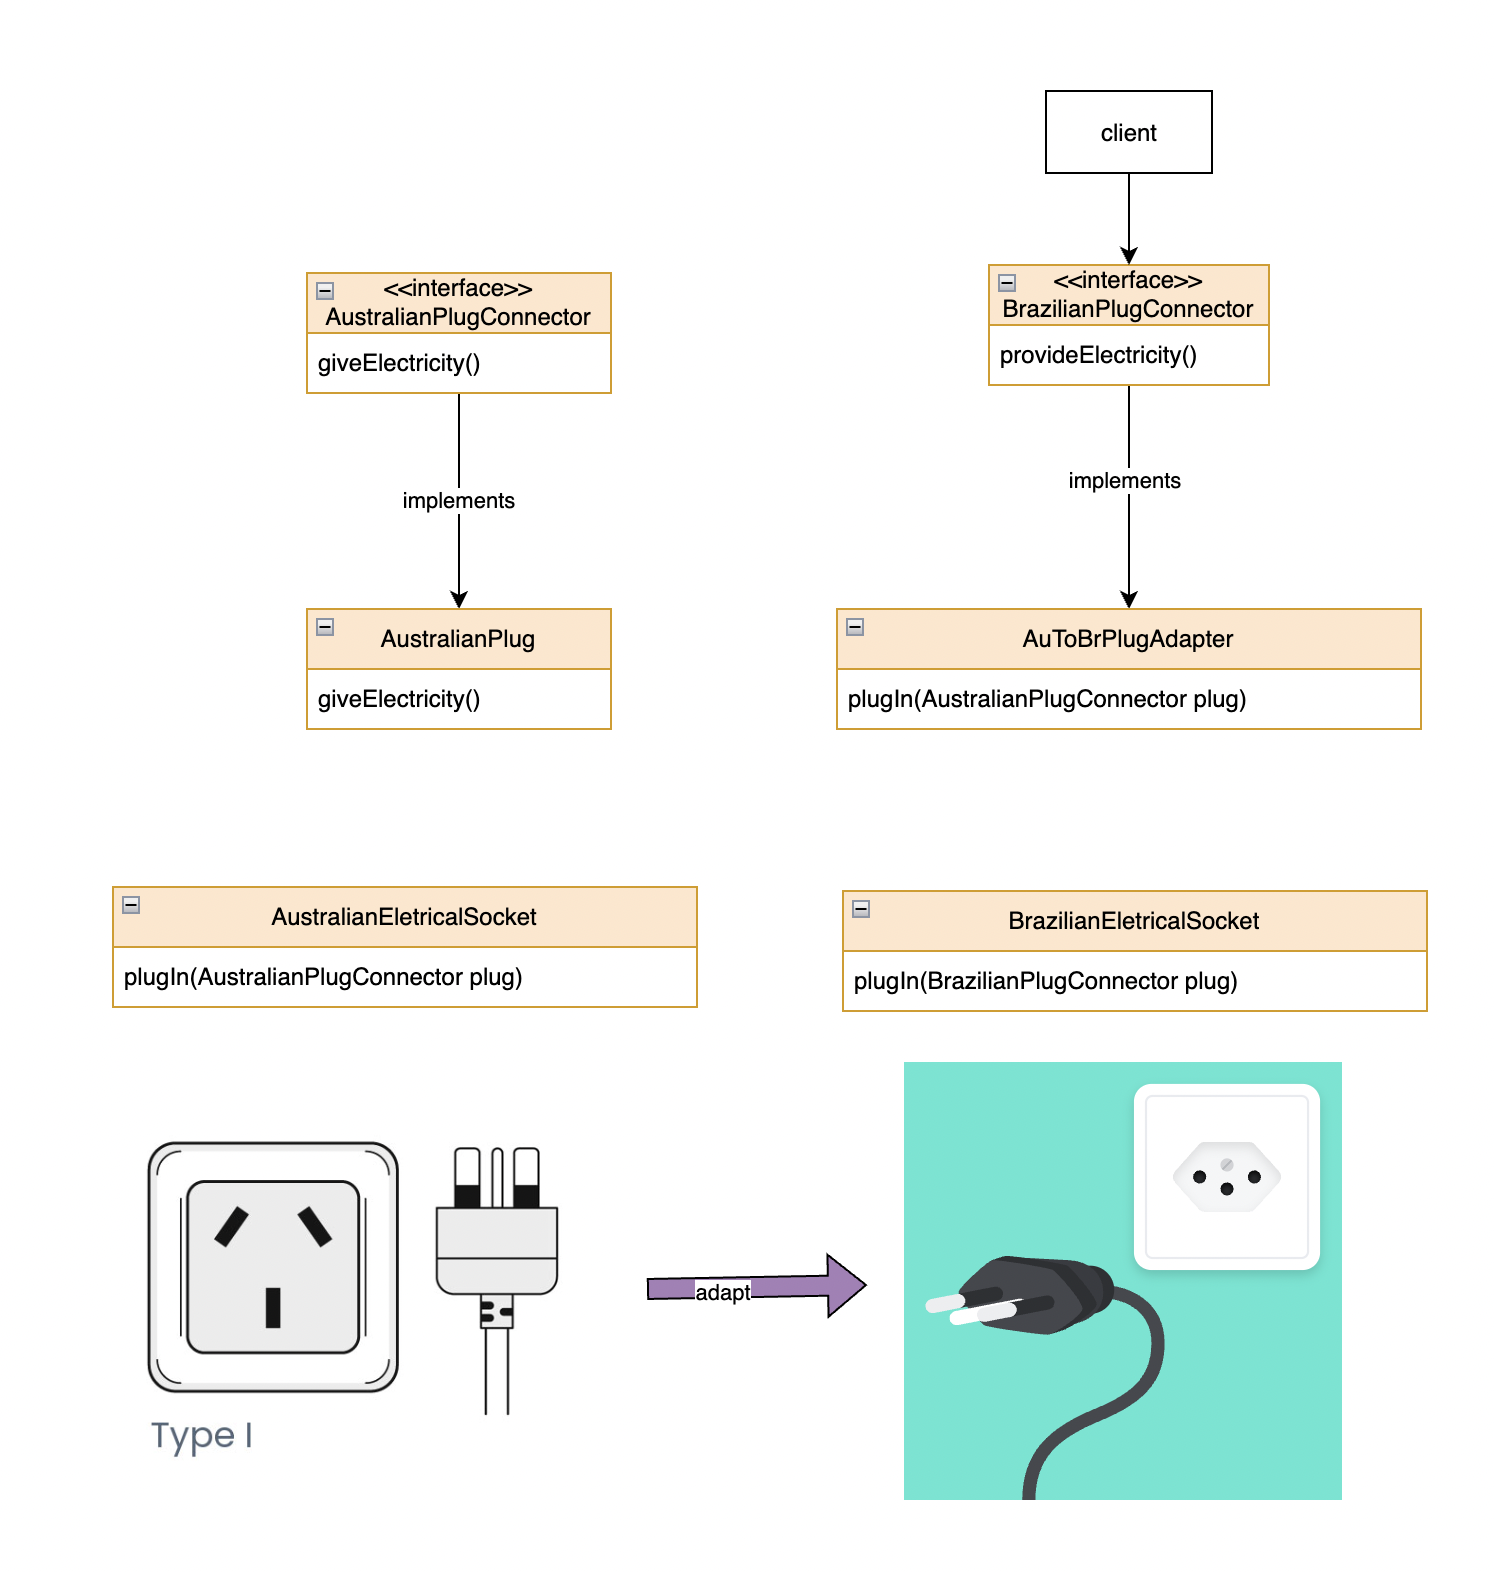 client
<<interface>>
AustralianPlugConnector
giveElectricity()
<<interface>>
BrazilianPlugConnector
provideElectricity()
implements
implements
AustralianPlug
giveElectricity()
AuToBrPlugAdapter
plugIn(AustralianPlugConnector plug)
AustralianEletricalSocket
plugIn(AustralianPlugConnector plug)
BrazilianEletricalSocket
plugIn(BrazilianPlugConnector plug)
adapt
Type I